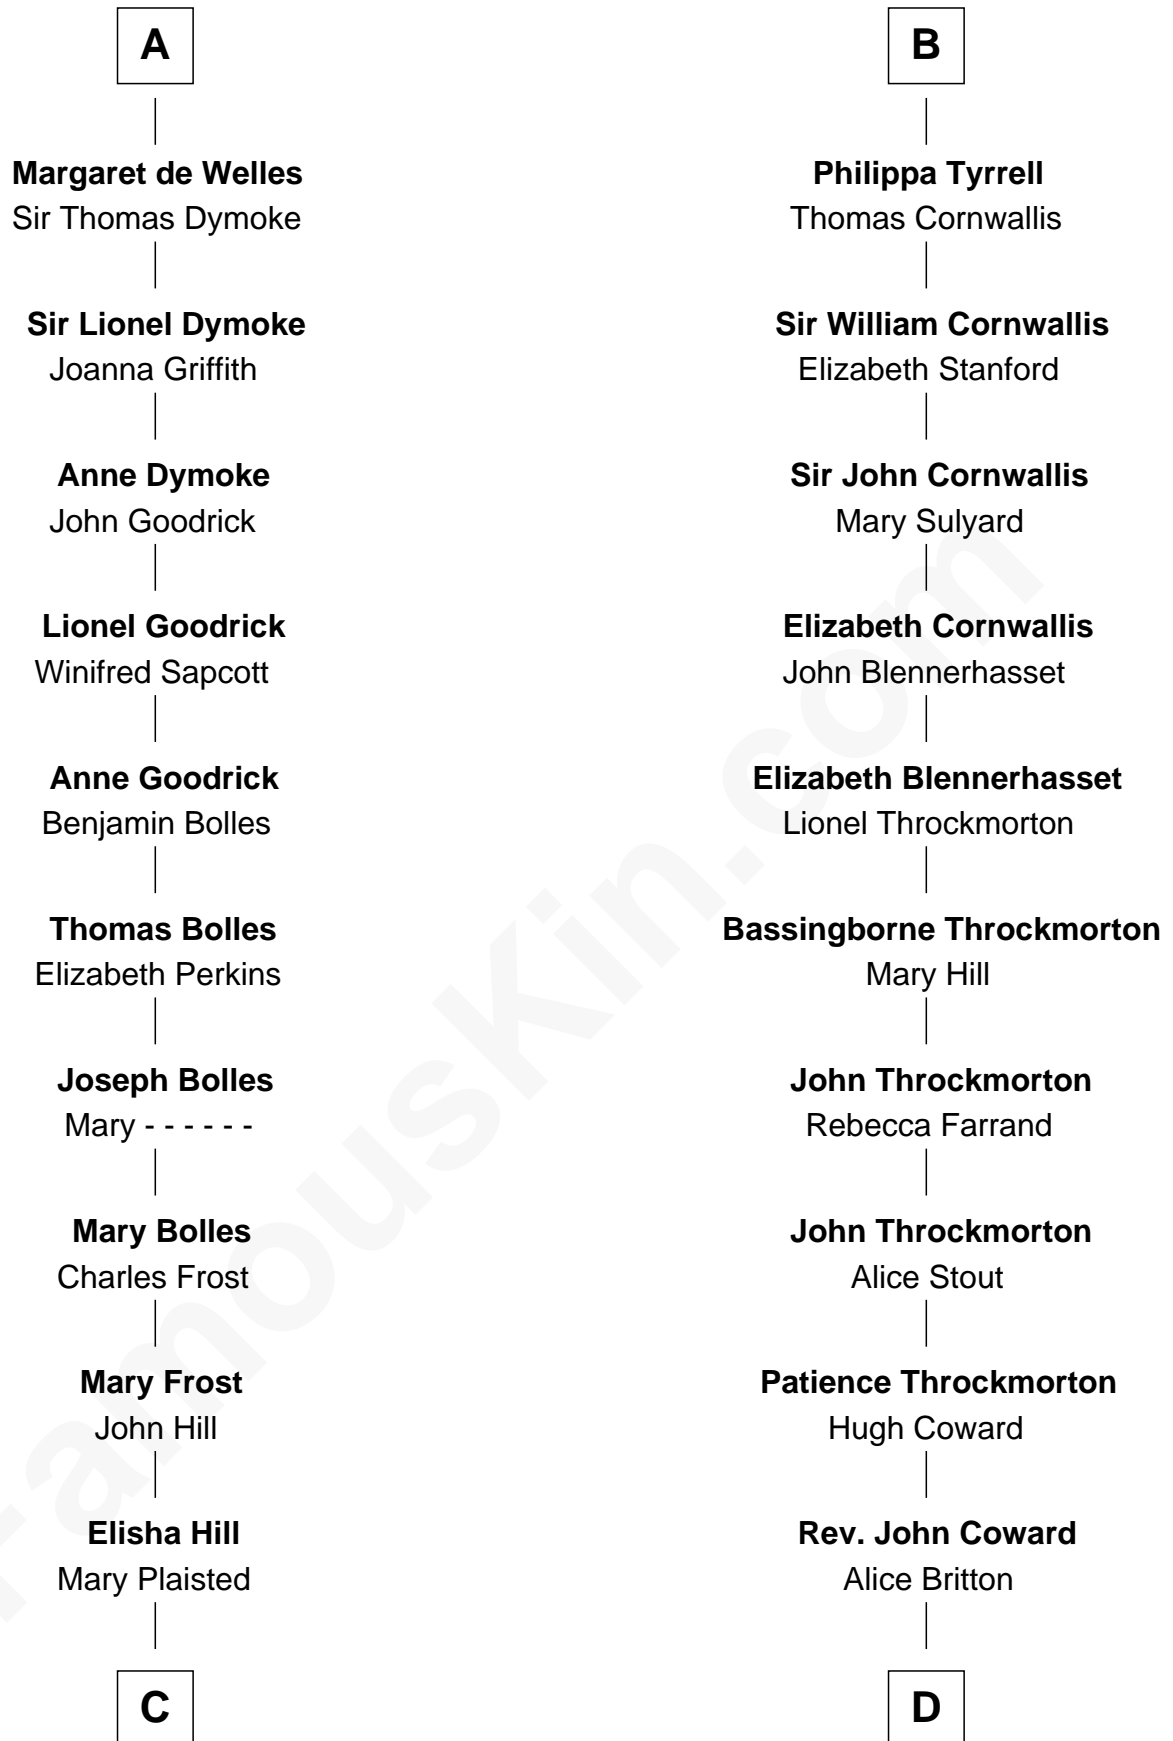 A
Margaret de Welles
Sir Thomas Dymoke
Sir Lionel Dymoke
Joanna Griffith
Anne Dymoke
John Goodrick
Lionel Goodrick
Winifred Sapcott
Anne Goodrick
Benjamin Bolles
Thomas Bolles
Elizabeth Perkins
Joseph Bolles
Mary - - - - - -
Mary Bolles
Charles Frost
Mary Frost
John Hill
Elisha Hill
Mary Plaisted
C
B
Philippa Tyrrell
Thomas Cornwallis
Sir William Cornwallis
Elizabeth Stanford
Sir John Cornwallis
Mary Sulyard
Elizabeth Cornwallis
John Blennerhasset
Elizabeth Blennerhasset
Lionel Throckmorton
Bassingborne Throckmorton
Mary Hill
John Throckmorton
Rebecca Farrand
John Throckmorton
Alice Stout
Patience Throckmorton
Hugh Coward
Rev. John Coward
Alice Britton
D
FamousKin.com